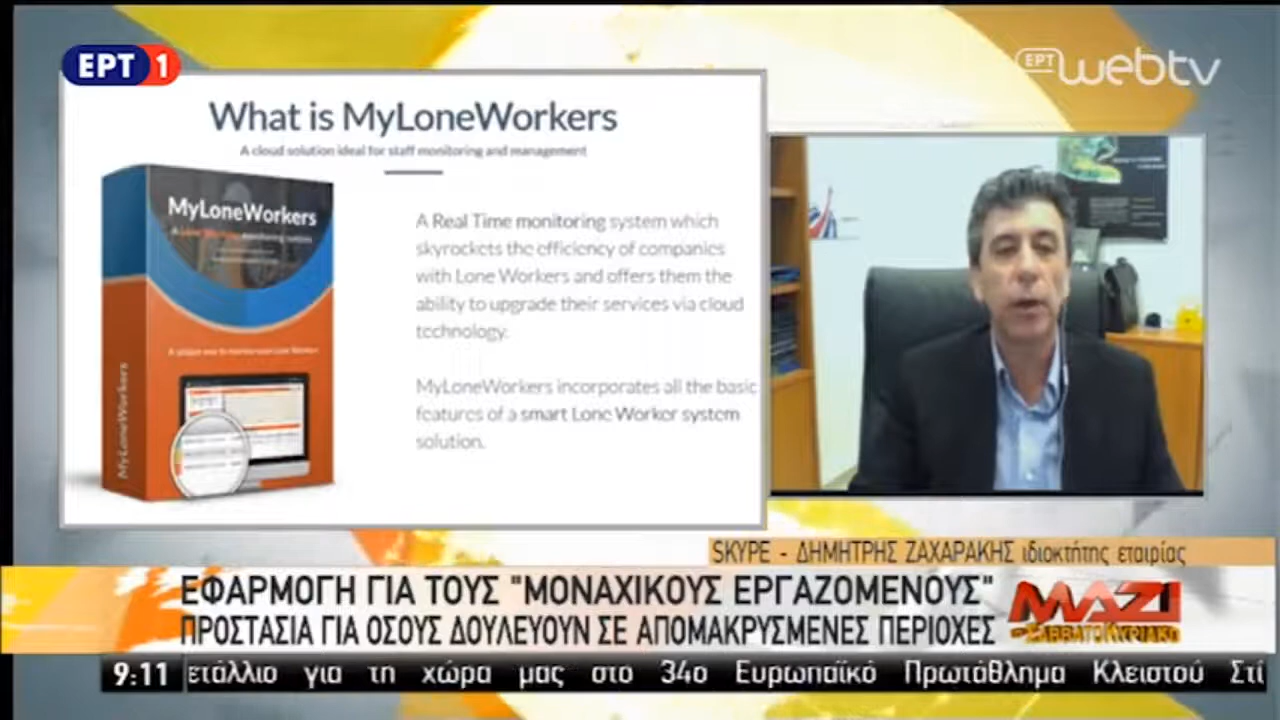 ΕΡΤ 1
ΕΡΤ webtv
What is MyLoneWorkers
A cloud solution ideal for staff monitoring and management
MyLoneWorkers
MyLoneWorkers
A Real Time monitoring system which
skyrockets the efficiency of companies
with Lone Workers and offers them the
ability to upgrade their services via cloud
technology.
MyLoneWorkers incorporates all the basic
features of a smart Lone Worker system
solution.
SKYPE - ΔΗΜΗΤΡΗΣ ΖΑΧΑΡΑΚΗΣ ιδιοκτήτης εταιρίας
ΕΦΑΡΜΟΓΗ ΓΙΑ ΤΟΥΣ "ΜΟΝΑΧΙΚΟΥΣ ΕΡΓΑΖΟΜΕΝΟΥΣ"
ΠΡΟΣΤΑΣΙΑ ΓΙΑ ΟΣΟΥΣ ΔΟΥΛΕΥΟΥΝ ΣΕ ΑΠΟΜΑΚΡΥΣΜΕΝΕΣ ΠΕΡΙΟΧΕΣ
ΜΑΖΙ
ΣΑΒΒΑΤΟΚΥΡΙΑΚΟ
9:11 ετάλλιο για τη χώρα μας στο 34ο Ευρωπαϊκό Πρωτάθλημα Κλειστού Στί